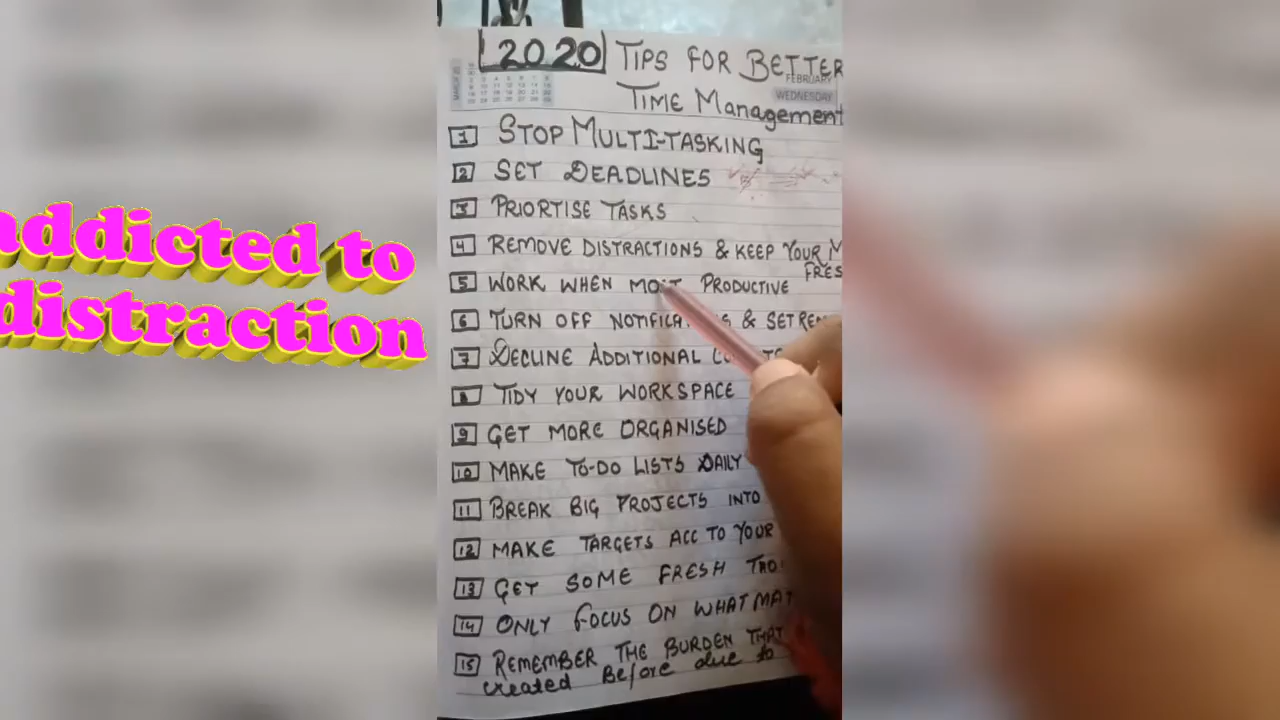 addicted to
distraction
2020 TIPS FOR BETTER
TIME Management
FEBRUARY
WEDNESDAY
1 STOP MULTI-TASKING
2 SET DEADLINES
3 PRIORTISE TASKS
4 REMOVE DISTRACTIONS & KEEP YOUR M
FRES
5 WORK WHEN MOST PRODUCTIVE
6 TURN OFF & SET REM
7 DECLINE ADDITIONAL
8 TIDY YOUR WORKSPACE
9 GET MORE ORGANISED
10 MAKE TO-DO LISTS DAILY
11 BREAK BIG PROJECTS INTO
12 MAKE TARGETS ACC TO YOUR
13 GET SOME FRESH
14 ONLY FOCUS ON WHAT MAT
15 REMEMBER THE BURDEN THAT
created Before due to